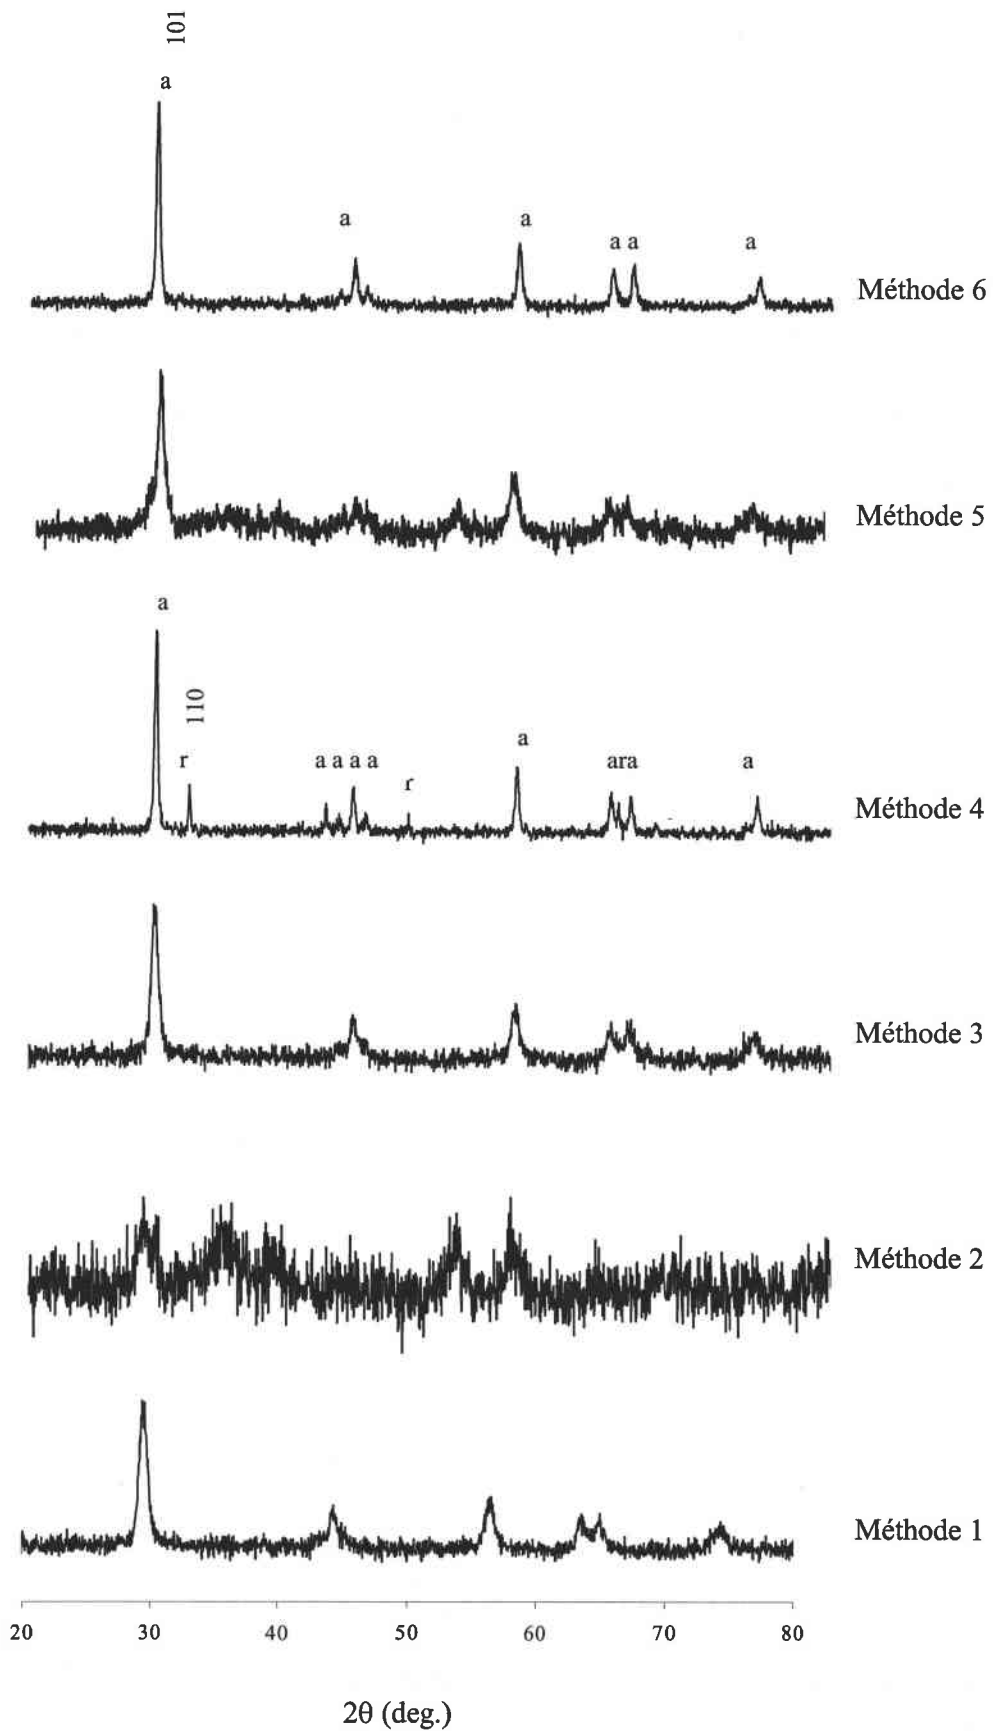 101
a
a
a
a a
a
Méthode 6
Méthode 5
a
110
r
a a a a
r
a
ara
a
Méthode 4
Méthode 3
Méthode 2
Méthode 1
20 30 40 50 60 70 80
2θ (deg.)